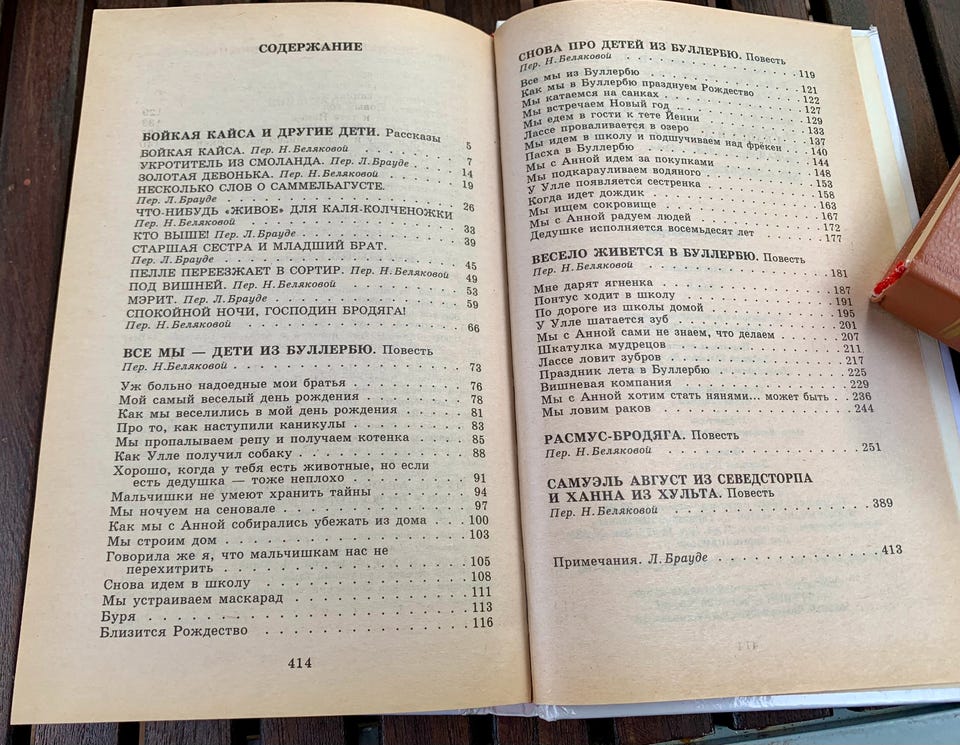 СОДЕРЖАНИЕ
БОЙКАЯ КАЙСА И ДРУГИЕ ДЕТИ. Рассказы . . . 5
БОЙКАЯ КАЙСА. Пер. Н. Беляковой . . . 7
УКРОТИТЕЛЬ ИЗ СМОЛАНДА. Пер. Л. Брауде . . . 14
ЗОЛОТАЯ ДЕВОНЬКА. Пер. Н. Беляковой . . . 19
НЕСКОЛЬКО СЛОВ О САММЕЛЬАГУСТЕ.
Пер. Л. Брауде . . . 26
ЧТО-НИБУДЬ «ЖИВОЕ» ДЛЯ КАЛЯ-КОЛЧЕНОЖКИ
Пер. Н. Беляковой . . . 33
КТО ВЫШЕ! Пер. Л. Брауде . . . 39
СТАРШАЯ СЕСТРА И МЛАДШИЙ БРАТ.
Пер. Л. Брауде . . . 45
ПЕЛЛЕ ПЕРЕЕЗЖАЕТ В СОРТИР. Пер. Н. Беляковой 49
ПОД ВИШНЕЙ. Пер. Н. Беляковой . . . 53
МЭРИТ. Пер. Л. Брауде . . . 59
СПОКОЙНОЙ НОЧИ, ГОСПОДИН БРОДЯГА!
Пер. Н. Беляковой . . . 66
ВСЕ МЫ — ДЕТИ ИЗ БУЛЛЕРБЮ. Повесть
Пер. Н. Беляковой . . . 73
Уж больно надоедные мои братья . . . 76
Мой самый веселый день рождения . . . 78
Как мы веселились в мой день рождения . . . 81
Про то, как наступили каникулы . . . 83
Мы пропалываем репу и получаем котенка . . . 85
Как Улле получил собаку . . . 88
Хорошо, когда у тебя есть животные, но если
есть дедушка — тоже неплохо . . . 91
Мальчишки не умеют хранить тайны . . . 94
Мы ночуем на сеновале . . . 97
Как мы с Анной собирались убежать из дома . . . 100
Мы строим дом . . . 103
Говорила же я, что мальчишкам нас не
перехитрить . . . 105
Снова идем в школу . . . 108
Мы устраиваем маскарад . . . 111
Буря . . . 113
Близится Рождество . . . 116
414
СНОВА ПРО ДЕТЕЙ ИЗ БУЛЛЕРБЮ. Повесть
Пер. Н. Беляковой . . . 119
Все мы из Буллербю . . . 121
Как мы в Буллербю празднуем Рождество . . . 122
Мы катаемся на санках . . . 127
Мы встречаем Новый год . . . 129
Мы едем в гости к тете Йенни . . . 133
Лассе проваливается в озеро . . . 137
Мы идем в школу и подшучиваем над фрёкен . 140
Пасха в Буллербю . . . 144
Мы с Анной идем за покупками . . . 148
Мы подкарауливаем водяного . . . 153
У Улле появляется сестренка . . . 158
Когда идет дождик . . . 163
Мы ищем сокровище . . . 167
Мы с Анной радуем людей . . . 172
Дедушке исполняется восемьдесят лет . . . 177
ВЕСЕЛО ЖИВЕТСЯ В БУЛЛЕРБЮ. Повесть
Пер. Н. Беляковой . . . 181
Мне дарят ягненка . . . 187
Понтус ходит в школу . . . 191
По дороге из школы домой . . . 195
У Улле шатается зуб . . . 201
Мы с Анной сами не знаем, что делаем . . . 207
Шкатулка мудрецов . . . 211
Лассе ловит зубров . . . 217
Праздник лета в Буллербю . . . 225
Вишневая компания . . . 229
Мы с Анной хотим стать нянями... может быть . . 236
Мы ловим раков . . . 244
РАСМУС-БРОДЯГА. Повесть
Пер. Н. Беляковой . . . 251
САМУЭЛЬ АВГУСТ ИЗ СЕВЕДСТОРПА
И ХАННА ИЗ ХУЛЬТА. Повесть
Пер. Н. Беляковой . . . 389
Примечания. Л. Брауде . . . 413